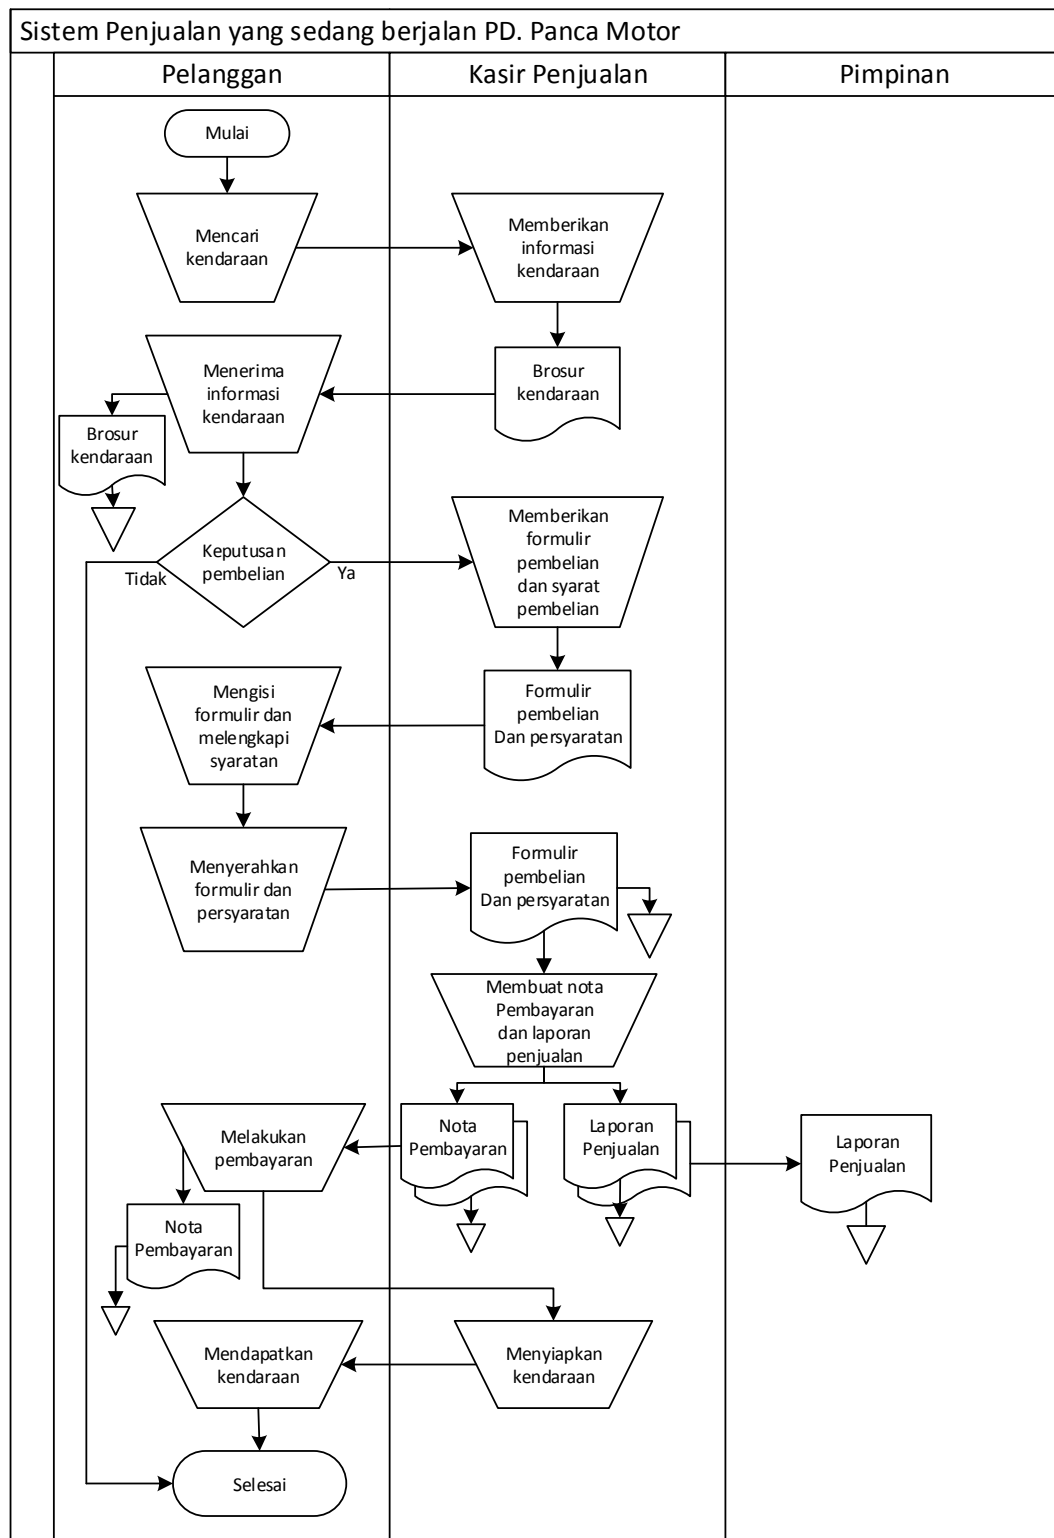 Sistem Penjualan yang sedang berjalan PD. Panca Motor
Pelanggan
Kasir Penjualan
Pimpinan
Mulai
Mencari
kendaraan
Memberikan
informasi
kendaraan
Menerima
informasi
kendaraan
Brosur
kendaraan
Brosur
kendaraan
Keputusan
pembelian
Tidak
Ya
Memberikan
formulir
pembelian
dan syarat
pembelian
Mengisi
formulir dan
melengkapi
syaratan
Formulir
pembelian
Dan persyaratan
Menyerahkan
formulir dan
persyaratan
Formulir
pembelian
Dan persyaratan
Membuat nota
Pembayaran
dan laporan
penjualan
Melakukan
pembayaran
Nota
Pembayaran
Laporan
Penjualan
Laporan
Penjualan
Nota
Pembayaran
Mendapatkan
kendaraan
Menyiapkan
kendaraan
Selesai